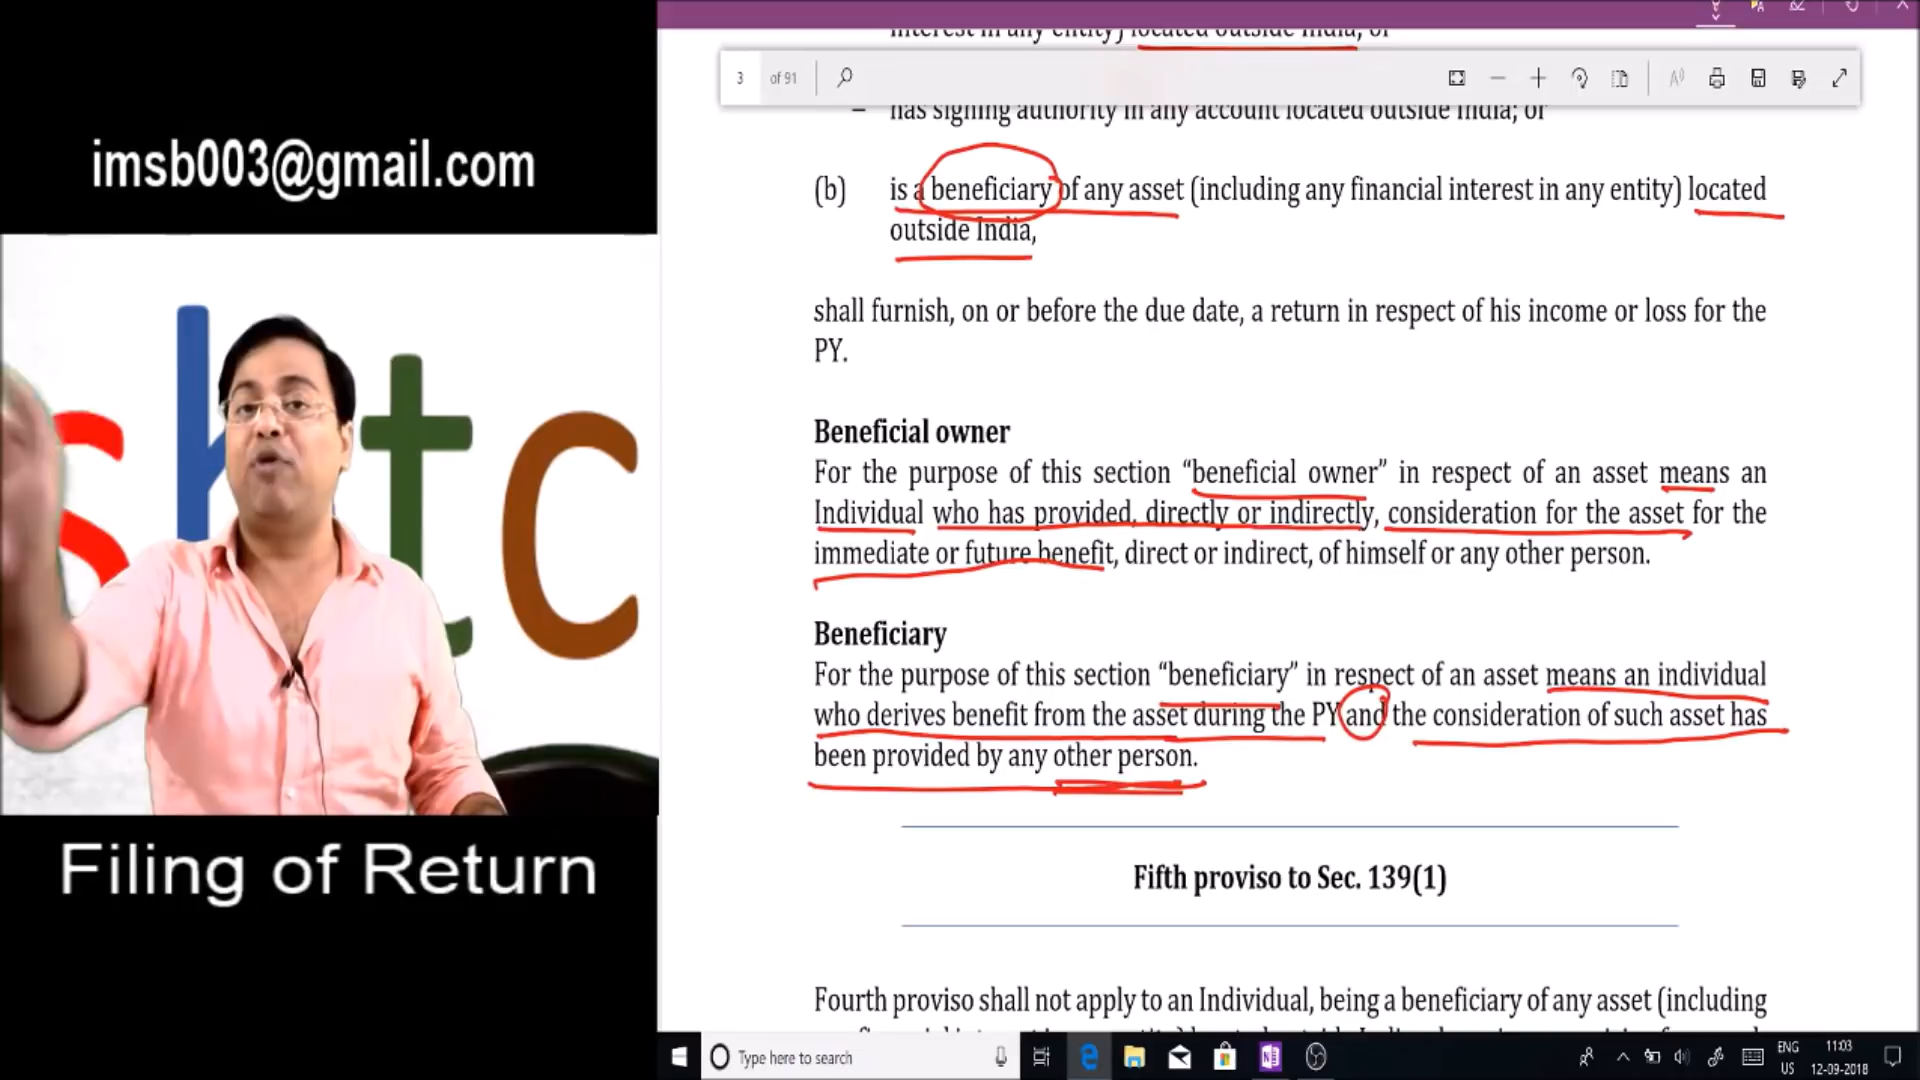 imsb003@gmail.com
s h t c
Filing of Return
interest in any entity) located outside India, or
3 of 91
– has signing authority in any account located outside India; or
(b) is a beneficiary of any asset (including any financial interest in any entity) located
outside India,
shall furnish, on or before the due date, a return in respect of his income or loss for the
PY.
Beneficial owner
For the purpose of this section “beneficial owner” in respect of an asset means an
Individual who has provided, directly or indirectly, consideration for the asset for the
immediate or future benefit, direct or indirect, of himself or any other person.
Beneficiary
For the purpose of this section “beneficiary” in respect of an asset means an individual
who derives benefit from the asset during the PY and the consideration of such asset has
been provided by any other person.
Fifth proviso to Sec. 139(1)
Fourth proviso shall not apply to an Individual, being a beneficiary of any asset (including
Type here to search
ENG
US
11:03
12-09-2018